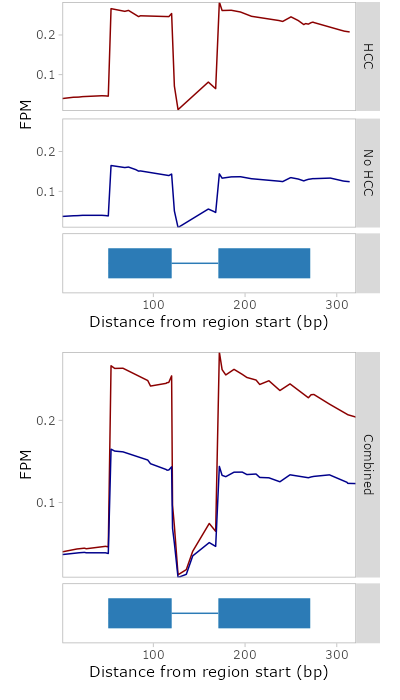 0.2
0.1
HCC
FPM
0.2
0.1
No HCC
100 200 300
Distance from region start (bp)
0.2
0.1
FPM
Combined
100 200 300
Distance from region start (bp)